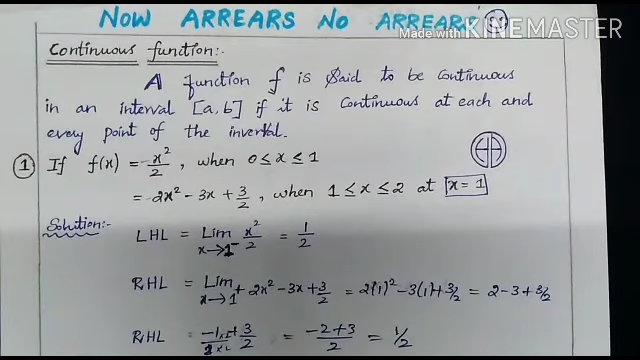 NOW ARREARS NO ARREARS
Made with KINEMASTER
Continuous function:-
A function f is said to be continuous
in an interval [a, b] if it is continuous at each and
every point of the inverval.
① If f(x) = x²/2, when 0 ≤ x ≤ 1
= 2x² - 3x + 3/2, when 1 ≤ x ≤ 2 at x = 1
Solution:-
LHL = Lim x→1⁻ x²/2 = 1/2
RHL = Lim x→1⁺ 2x² - 3x + 3/2 = 2(1)² - 3(1) + 3/2 = 2 - 3 + 3/2
RHL = -1×2/1×2 + 3/2 = -2+3/2 = 1/2